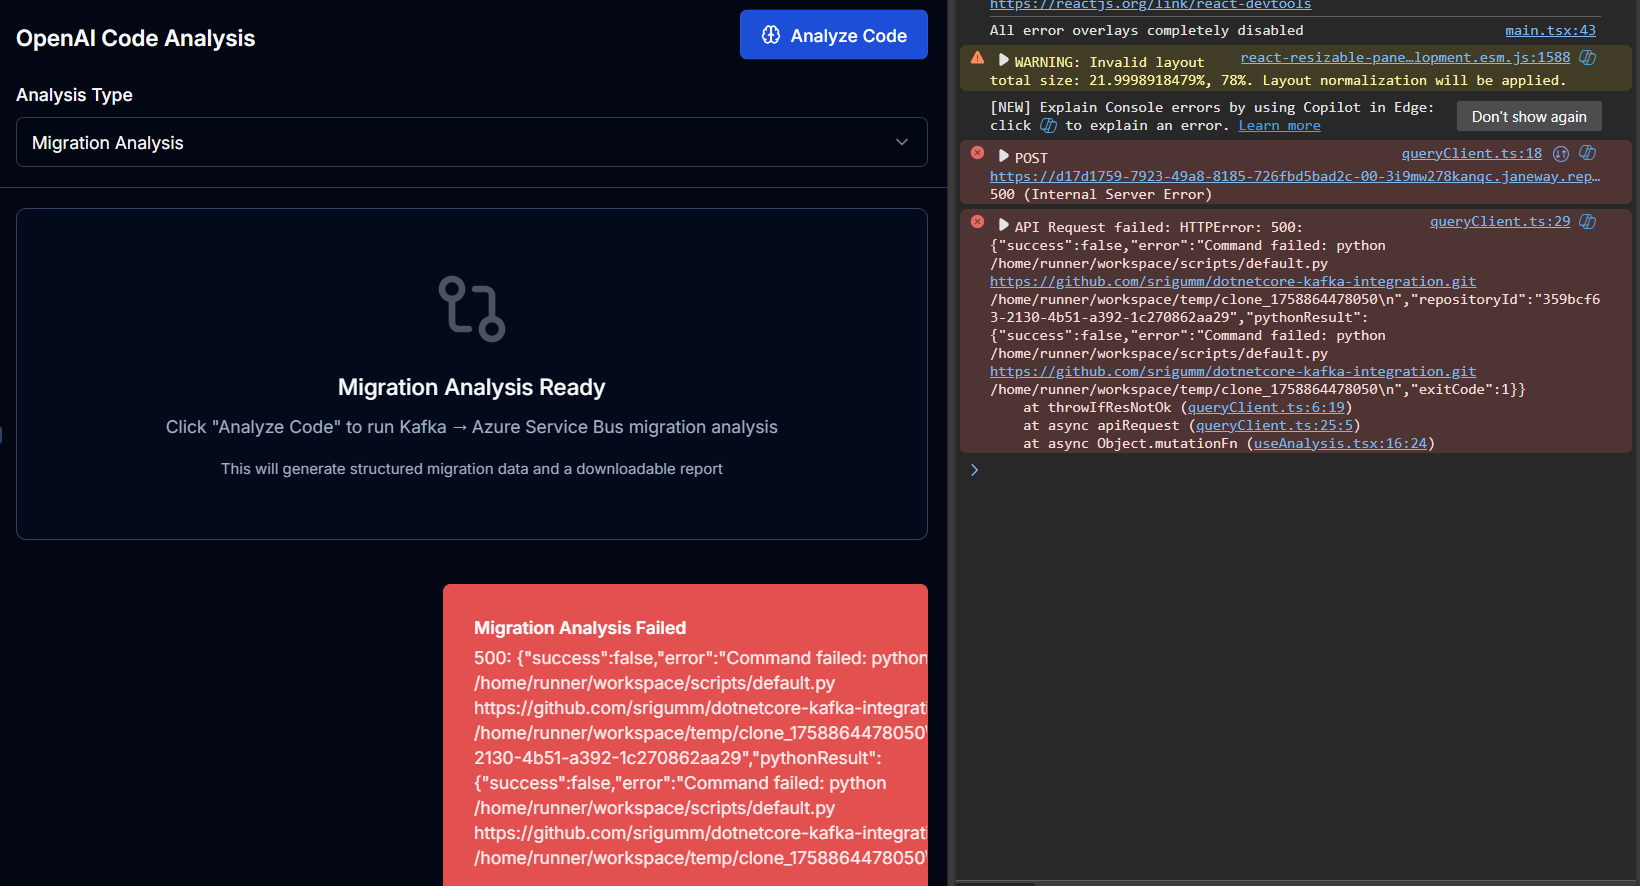 OpenAI Code Analysis
Analyze Code
Analysis Type
Migration Analysis
Migration Analysis Ready
Click "Analyze Code" to run Kafka → Azure Service Bus migration analysis
This will generate structured migration data and a downloadable report
Migration Analysis Failed
500: {"success":false,"error":"Command failed: python
/home/runner/workspace/scripts/default.py
https://github.com/srigumm/dotnetcore-kafka-integrati
/home/runner/workspace/temp/clone_1758864478050\
2130-4b51-a392-1c270862aa29","pythonResult":
{"success":false,"error":"Command failed: python
/home/runner/workspace/scripts/default.py
https://github.com/srigumm/dotnetcore-kafka-integrati
/home/runner/workspace/temp/clone_1758864478050\
https://reactjs.org/link/react-devtools
All error overlays completely disabled main.tsx:43
WARNING: Invalid layout react-resizable-pane…lopment.esm.js:1588
total size: 21.9998918479%, 78%. Layout normalization will be applied.
[NEW] Explain Console errors by using Copilot in Edge:
click to explain an error. Learn more
Don't show again
POST queryClient.ts:18
https://d17d1759-7923-49a8-8185-726fbd5bad2c-00-3i9mw278kanqc.janeway.rep…
500 (Internal Server Error)
API Request failed: HTTPError: 500: queryClient.ts:29
{"success":false,"error":"Command failed: python
/home/runner/workspace/scripts/default.py
https://github.com/srigumm/dotnetcore-kafka-integration.git
/home/runner/workspace/temp/clone_1758864478050\n","repositoryId":"359bcf6
3-2130-4b51-a392-1c270862aa29","pythonResult":
{"success":false,"error":"Command failed: python
/home/runner/workspace/scripts/default.py
https://github.com/srigumm/dotnetcore-kafka-integration.git
/home/runner/workspace/temp/clone_1758864478050\n","exitCode":1}}
at throwIfResNotOk (queryClient.ts:6:19)
at async apiRequest (queryClient.ts:25:5)
at async Object.mutationFn (useAnalysis.tsx:16:24)